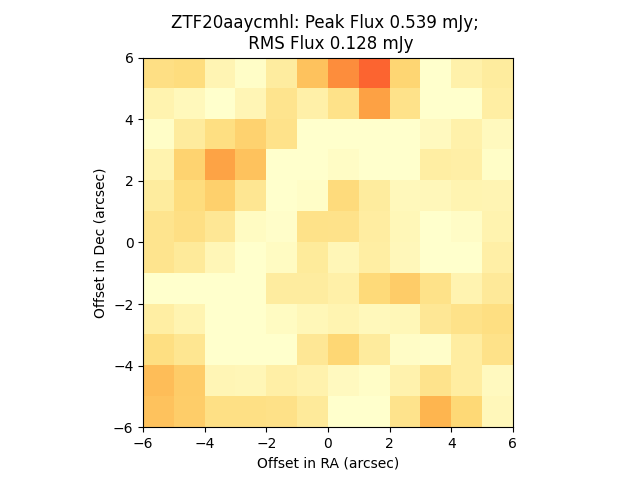 ZTF20aaycmhl: Peak Flux 0.539 mJy;
RMS Flux 0.128 mJy
6
4
2
0
−2
−4
−6
Offset in Dec (arcsec)
−6 −4 −2 0 2 4 6
Offset in RA (arcsec)